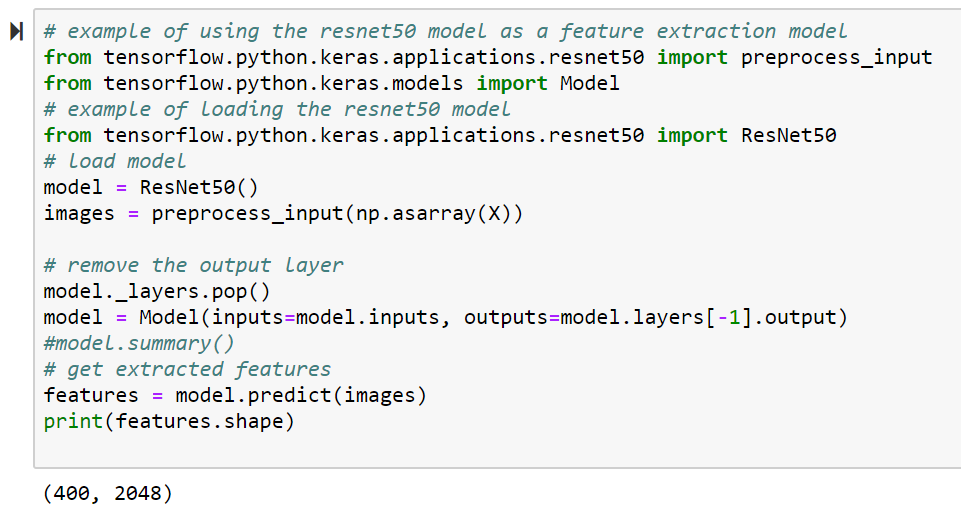 # example of using the resnet50 model as a feature extraction model
from tensorflow.python.keras.applications.resnet50 import preprocess_input
from tensorflow.python.keras.models import Model
# example of loading the resnet50 model
from tensorflow.python.keras.applications.resnet50 import ResNet50
# load model
model = ResNet50()
images = preprocess_input(np.asarray(X))
# remove the output layer
model._layers.pop()
model = Model(inputs=model.inputs, outputs=model.layers[-1].output)
#model.summary()
# get extracted features
features = model.predict(images)
print(features.shape)
(400, 2048)